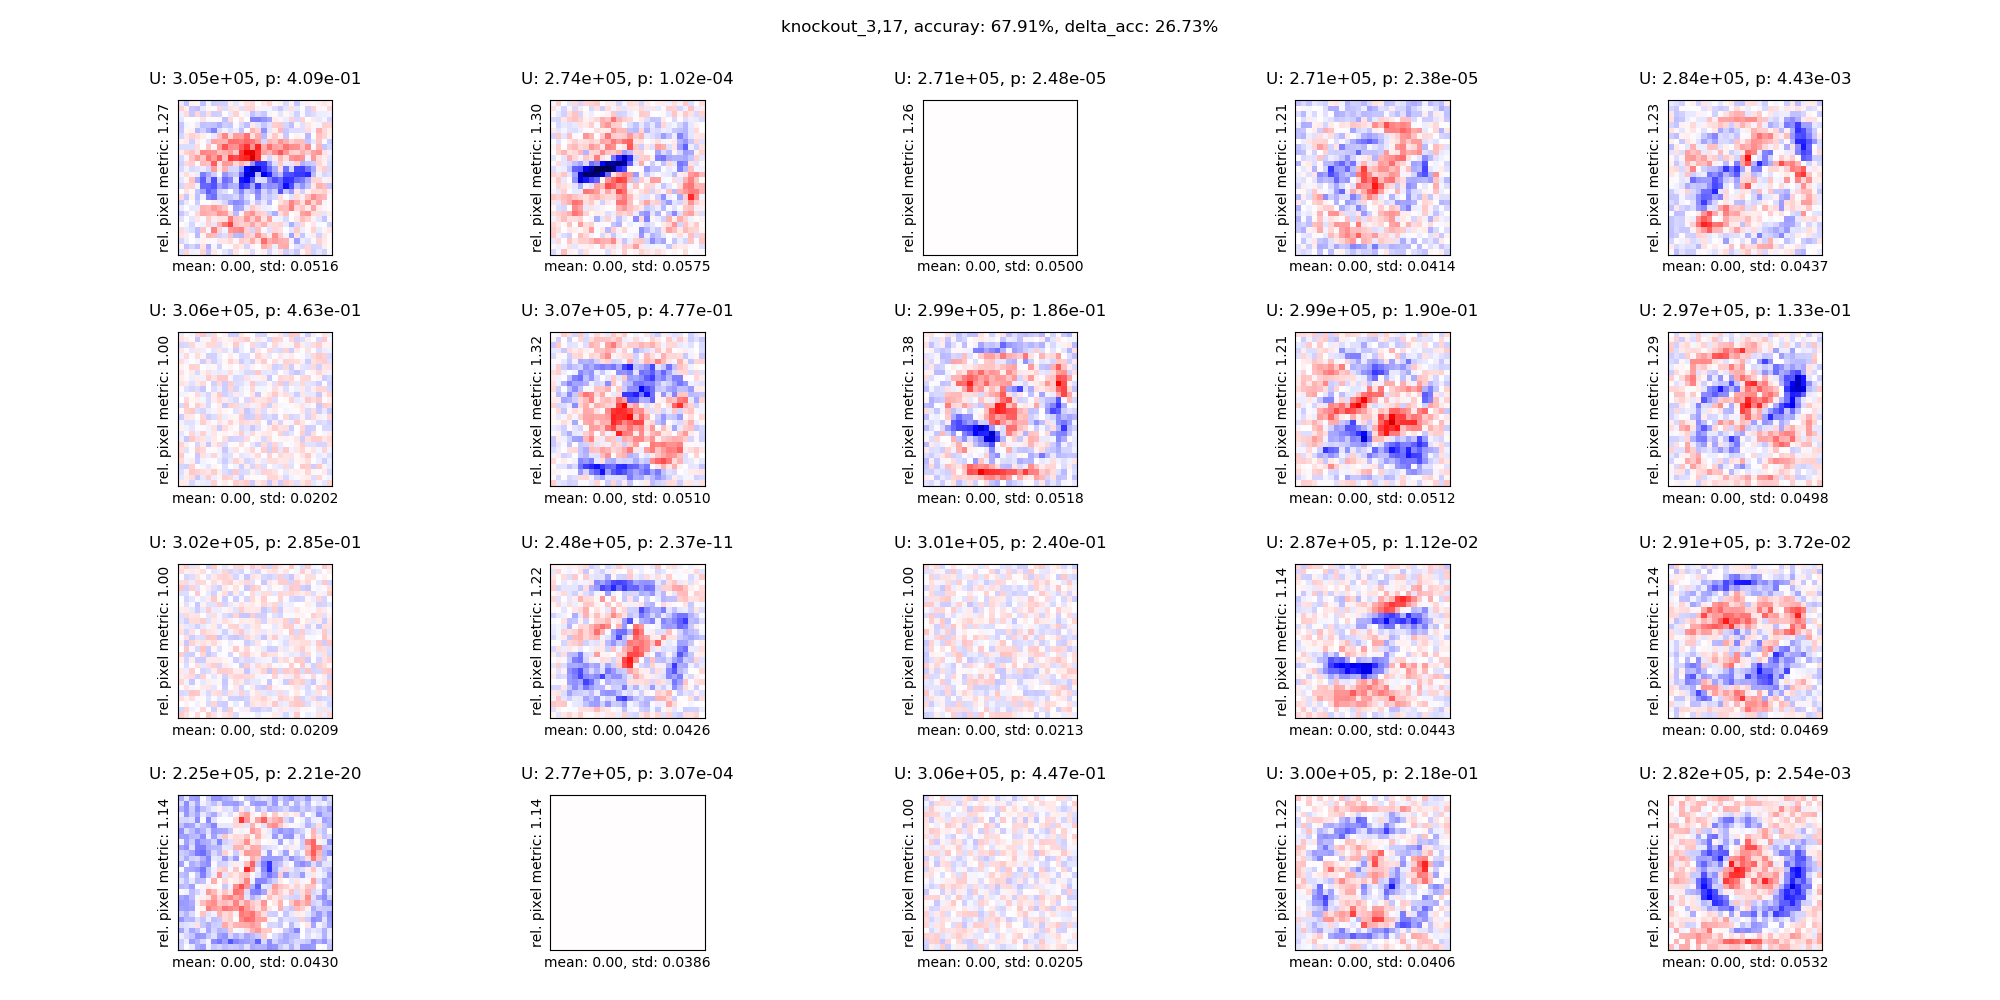 knockout_3,17, accuray: 67.91%, delta_acc: 26.73%
U: 3.05e+05, p: 4.09e-01
rel. pixel metric: 1.27
mean: 0.00, std: 0.0516
U: 2.74e+05, p: 1.02e-04
rel. pixel metric: 1.30
mean: 0.00, std: 0.0575
U: 2.71e+05, p: 2.48e-05
rel. pixel metric: 1.26
mean: 0.00, std: 0.0500
U: 2.71e+05, p: 2.38e-05
rel. pixel metric: 1.21
mean: 0.00, std: 0.0414
U: 2.84e+05, p: 4.43e-03
rel. pixel metric: 1.23
mean: 0.00, std: 0.0437
U: 3.06e+05, p: 4.63e-01
rel. pixel metric: 1.00
mean: 0.00, std: 0.0202
U: 3.07e+05, p: 4.77e-01
rel. pixel metric: 1.32
mean: 0.00, std: 0.0510
U: 2.99e+05, p: 1.86e-01
rel. pixel metric: 1.38
mean: 0.00, std: 0.0518
U: 2.99e+05, p: 1.90e-01
rel. pixel metric: 1.21
mean: 0.00, std: 0.0512
U: 2.97e+05, p: 1.33e-01
rel. pixel metric: 1.29
mean: 0.00, std: 0.0498
U: 3.02e+05, p: 2.85e-01
rel. pixel metric: 1.00
mean: 0.00, std: 0.0209
U: 2.48e+05, p: 2.37e-11
rel. pixel metric: 1.22
mean: 0.00, std: 0.0426
U: 3.01e+05, p: 2.40e-01
rel. pixel metric: 1.00
mean: 0.00, std: 0.0213
U: 2.87e+05, p: 1.12e-02
rel. pixel metric: 1.14
mean: 0.00, std: 0.0443
U: 2.91e+05, p: 3.72e-02
rel. pixel metric: 1.24
mean: 0.00, std: 0.0469
U: 2.25e+05, p: 2.21e-20
rel. pixel metric: 1.14
mean: 0.00, std: 0.0430
U: 2.77e+05, p: 3.07e-04
rel. pixel metric: 1.14
mean: 0.00, std: 0.0386
U: 3.06e+05, p: 4.47e-01
rel. pixel metric: 1.00
mean: 0.00, std: 0.0205
U: 3.00e+05, p: 2.18e-01
rel. pixel metric: 1.22
mean: 0.00, std: 0.0406
U: 2.82e+05, p: 2.54e-03
rel. pixel metric: 1.22
mean: 0.00, std: 0.0532